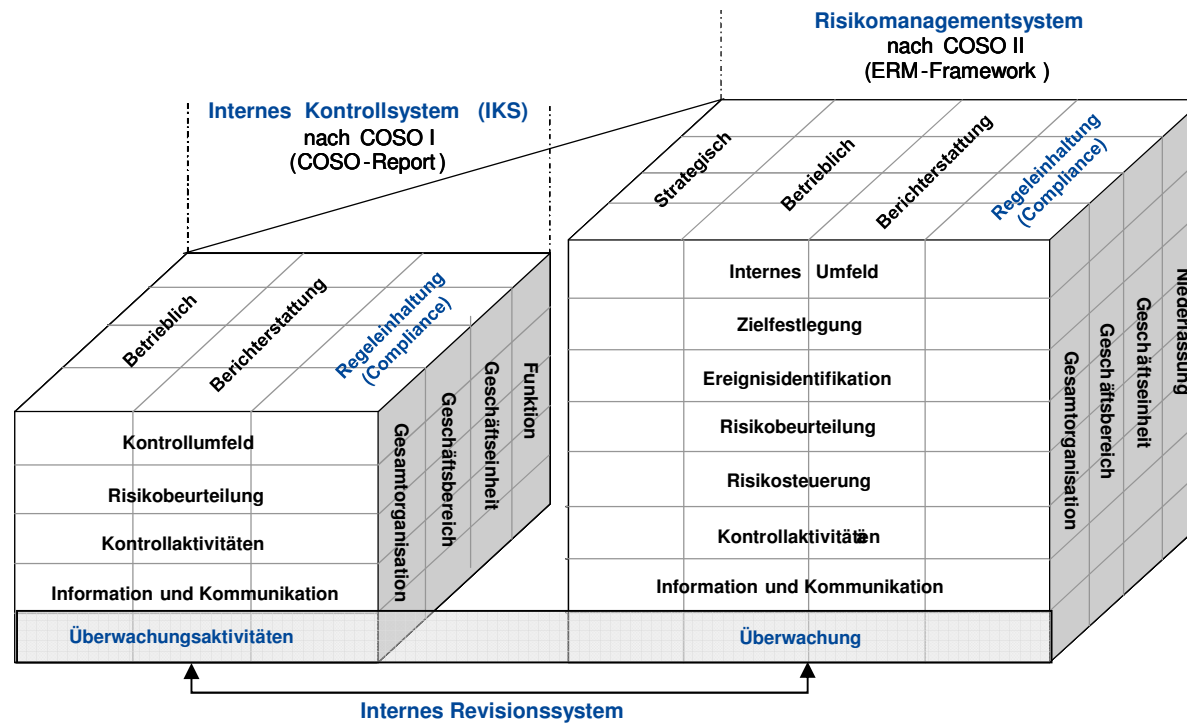 Risikomanagementsystem
nach COSO II
(ERM-Framework)
Internes Kontrollsystem (IKS)
nach COSO I
(COSO-Report)
Strategisch
Betrieblich
Berichterstattung
Regeleinhaltung
(Compliance)
Betrieblich
Berichterstattung
Regeleinhaltung
(Compliance)
Kontrollumfeld
Risikobeurteilung
Kontrollaktivitäten
Information und Kommunikation
Überwachungsaktivitäten
Gesamtorganisation
Geschäftsbereich
Geschäftseinheit
Funktion
Internes Umfeld
Zielfestlegung
Ereignisidentifikation
Risikobeurteilung
Risikosteuerung
Kontrollaktivitäten
Information und Kommunikation
Überwachung
Gesamtorganisation
Geschäftsbereich
Geschäftseinheit
Niederlassung
Internes Revisionssystem